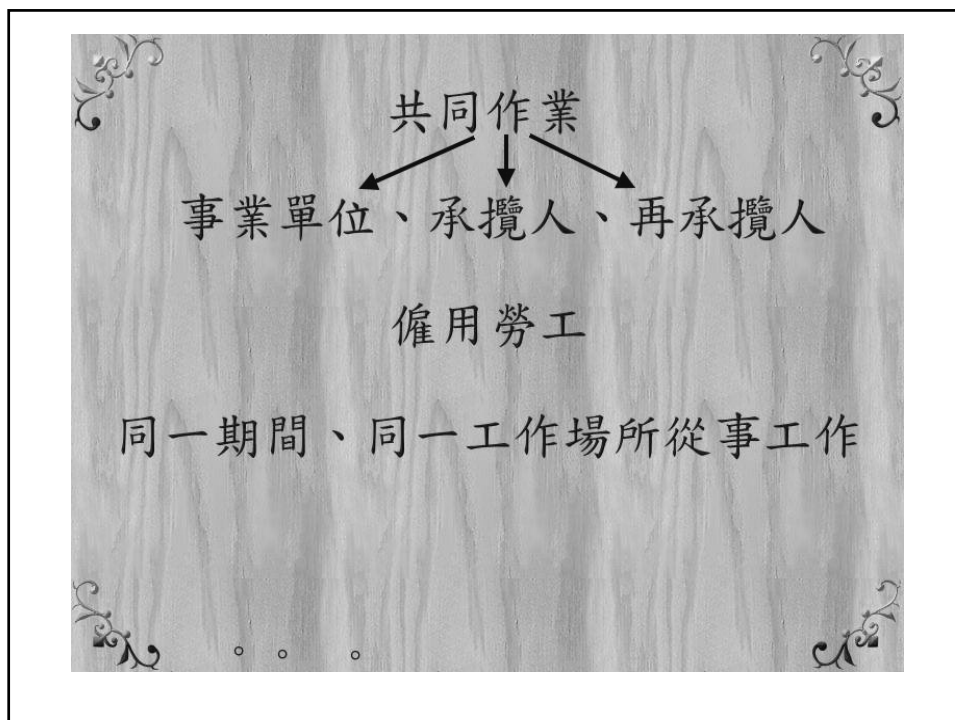 共同作業
事業單位、承攬人、再承攬人
僱用勞工
同一期間、同一工作場所從事工作
。。 。